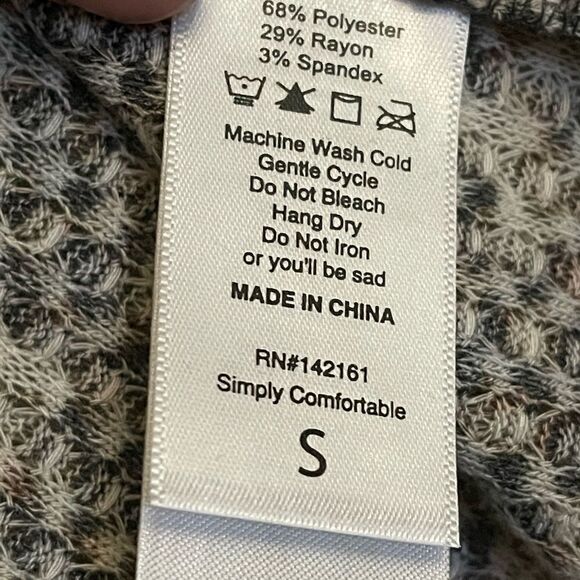 68% Polyester
29% Rayon
3% Spandex
Machine Wash Cold
Gentle Cycle
Do Not Bleach
Hang Dry
Do Not Iron
or you'll be sad
MADE IN CHINA
RN#142161
Simply Comfortable
S